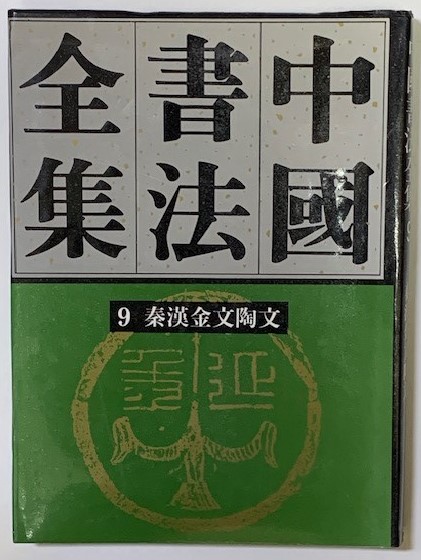 中國
書法
全集
9 秦漢金文陶文